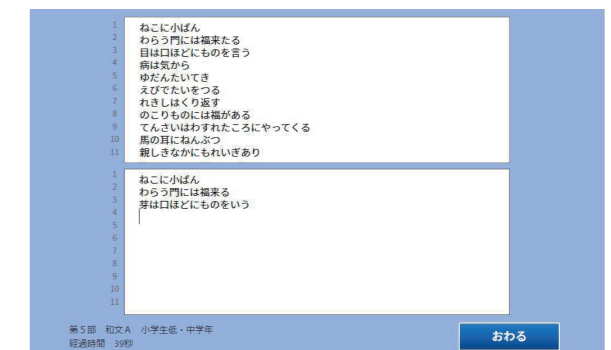 1 ねこに小ばん
2 わらう門には福来たる
3 目は口ほどにものを言う
4 病は気から
5 ゆだんたいてき
6 えびでたいをつる
7 れきしはくり返す
8 のこりものには福がある
9 てんさいはわすれたころにやってくる
10 馬の耳にねんぶつ
11 親しきなかにもれいぎあり
1 ねこに小ばん
2 わらう門には福来る
3 芽は口ほどにものをいう
4
5
6
7
8
9
10
11
第5部 和文A 小学生低・中学年
経過時間 39秒
おわる